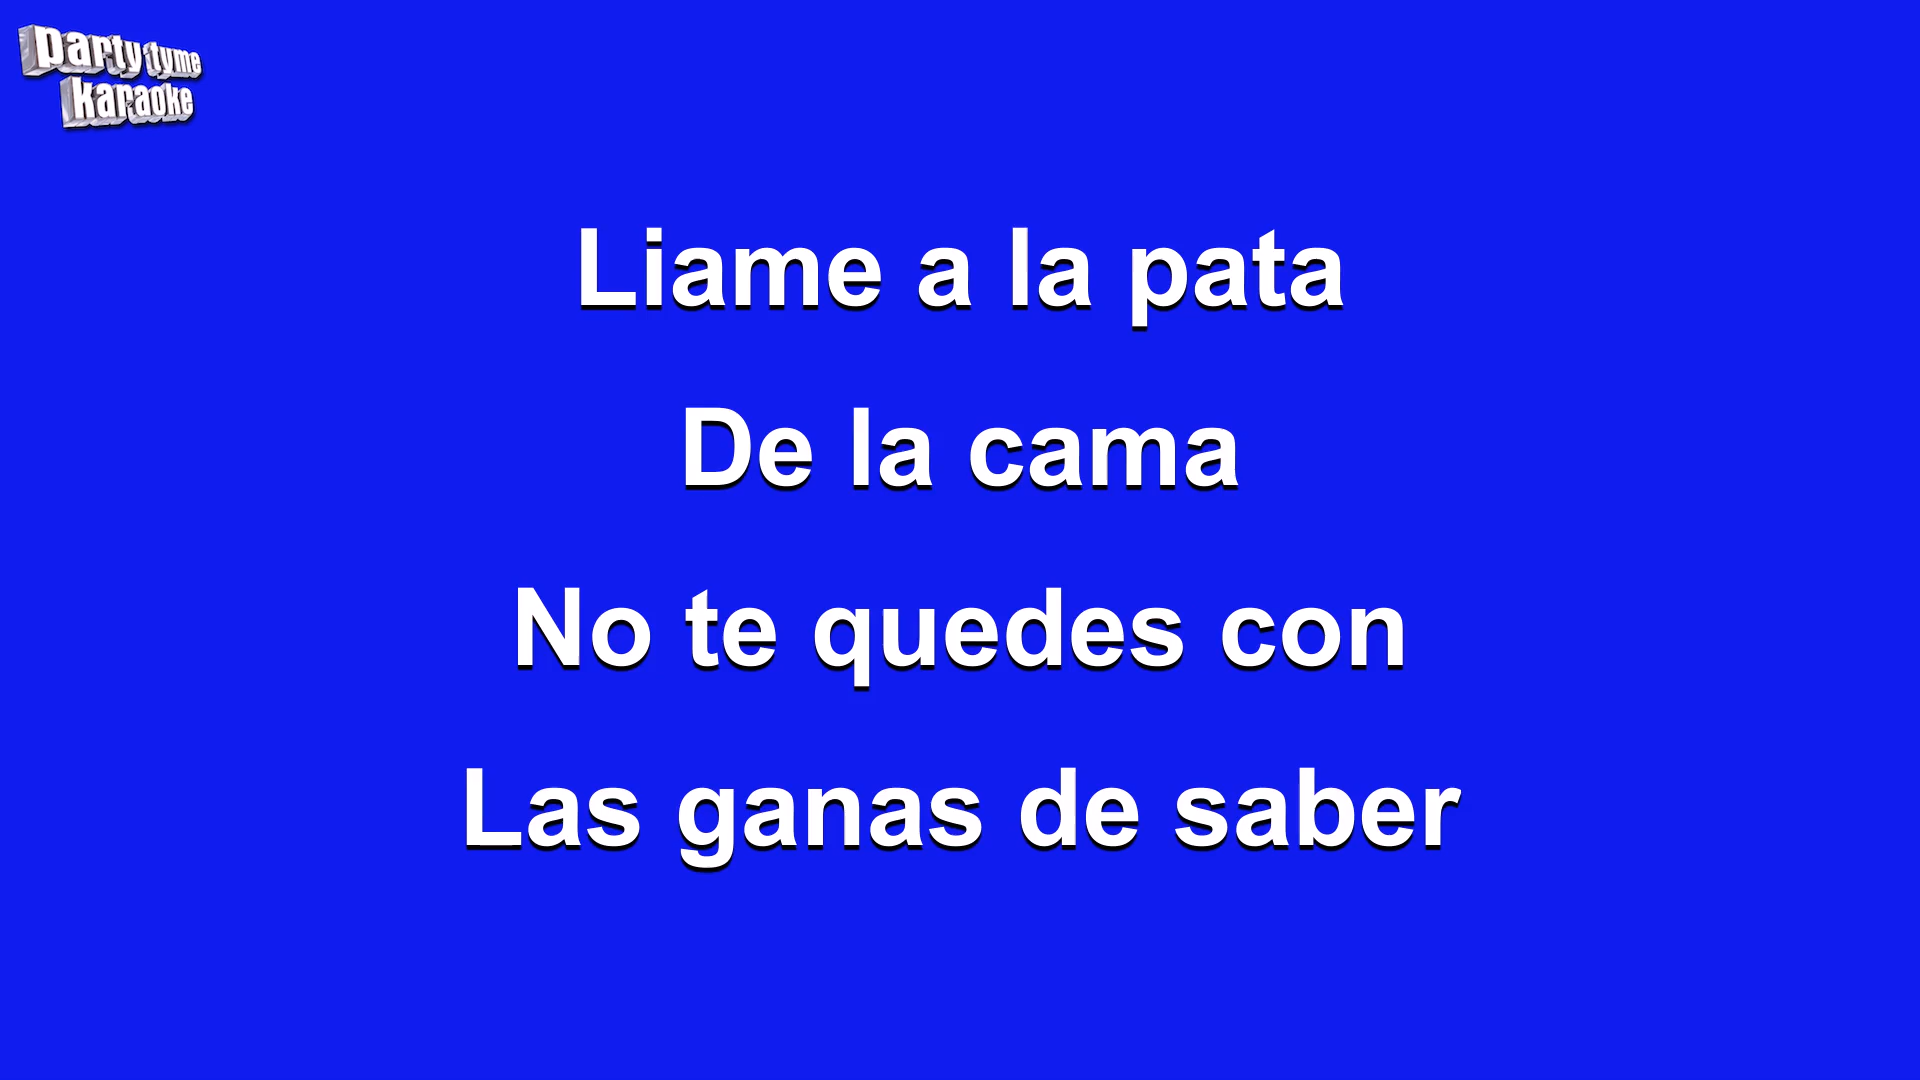 party tyme
karaoke
Liame a la pata
De la cama
No te quedes con
Las ganas de saber